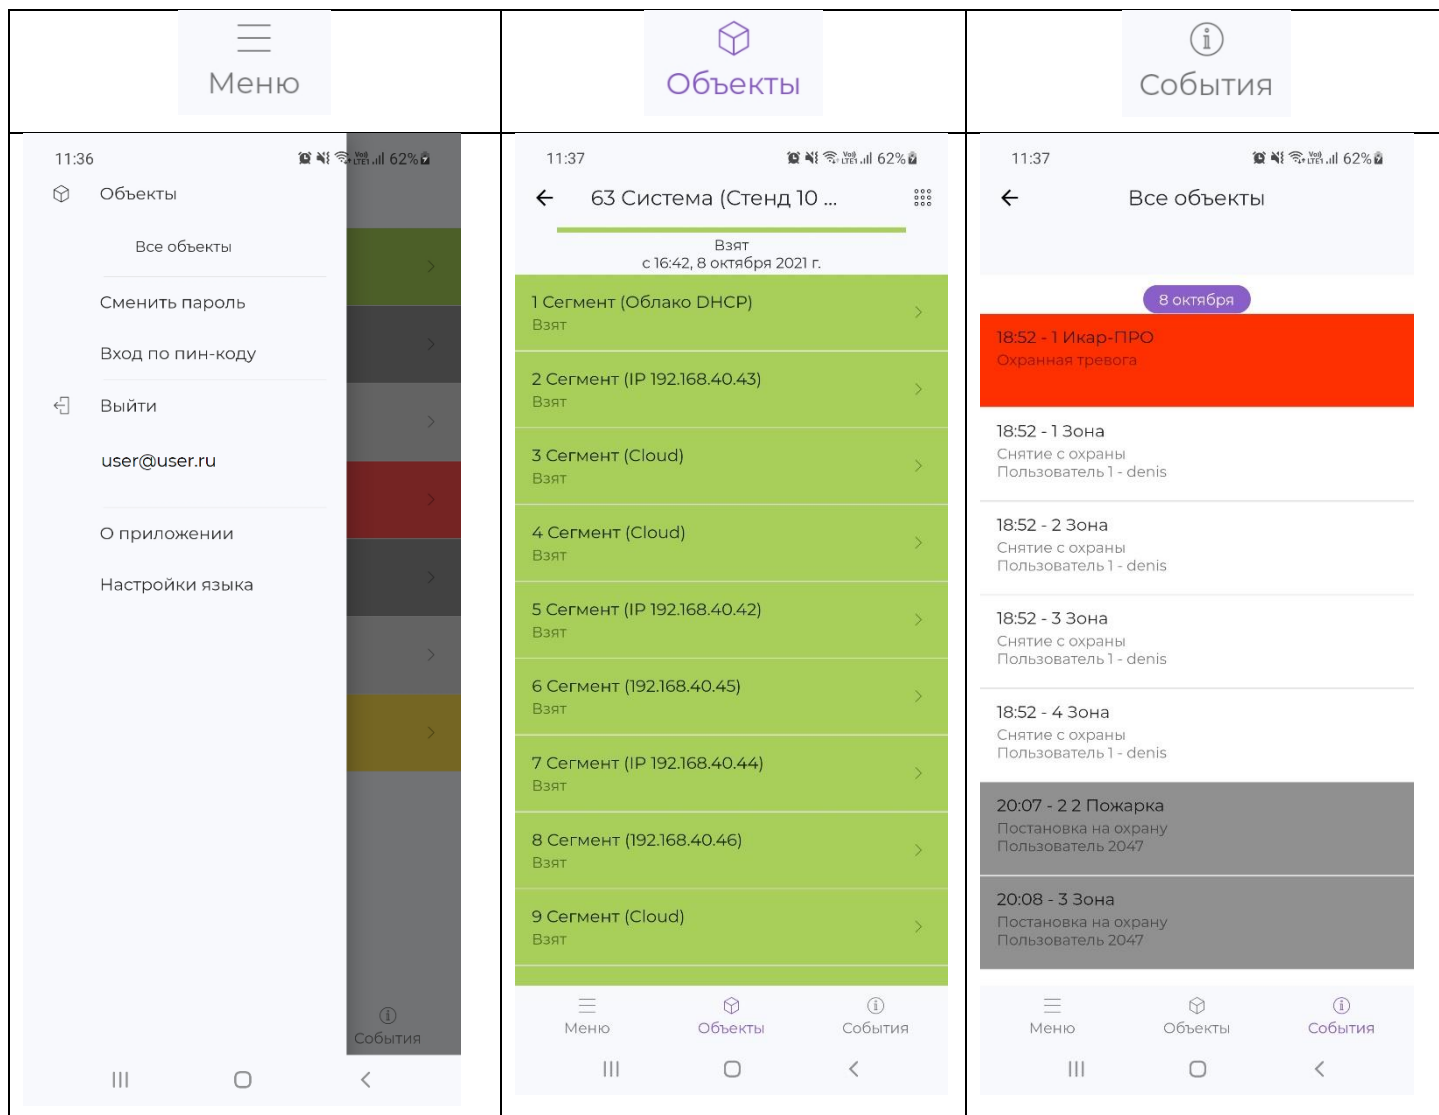 Меню
Объекты
События
11:36
62%
Объекты
Все объекты
Сменить пароль
Вход по пин-коду
Выйти
user@user.ru
О приложении
Настройки языка
События
11:37
62%
63 Система (Стенд 10 ...
Взят
с 16:42, 8 октября 2021 г.
1 Сегмент (Облако DHCP)
Взят
2 Сегмент (IP 192.168.40.43)
Взят
3 Сегмент (Cloud)
Взят
4 Сегмент (Cloud)
Взят
5 Сегмент (IP 192.168.40.42)
Взят
6 Сегмент (192.168.40.45)
Взят
7 Сегмент (IP 192.168.40.44)
Взят
8 Сегмент (192.168.40.46)
Взят
9 Сегмент (Cloud)
Взят
Меню
Объекты
События
11:37
62%
Все объекты
8 октября
18:52 - 1 Икар-ПРО
Охранная тревога
18:52 - 1 Зона
Снятие с охраны
Пользователь 1 - denis
18:52 - 2 Зона
Снятие с охраны
Пользователь 1 - denis
18:52 - 3 Зона
Снятие с охраны
Пользователь 1 - denis
18:52 - 4 Зона
Снятие с охраны
Пользователь 1 - denis
20:07 - 2 2 Пожарка
Постановка на охрану
Пользователь 2047
20:08 - 3 Зона
Постановка на охрану
Пользователь 2047
Меню
Объекты
События